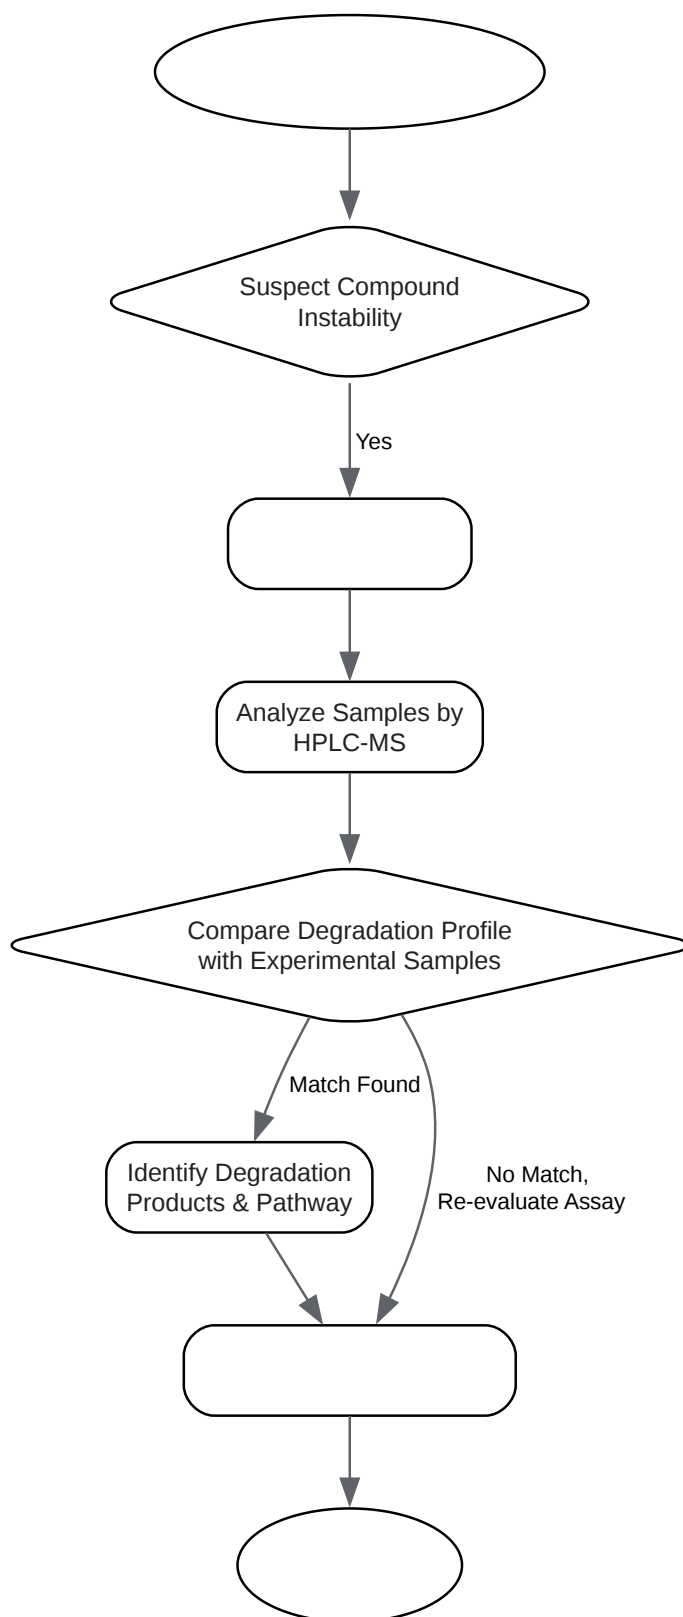 Suspect Compound
Instability
Yes
Analyze Samples by
HPLC-MS
Compare Degradation Profile
with Experimental Samples
Match Found
Identify Degradation
Products & Pathway
No Match,
Re-evaluate Assay